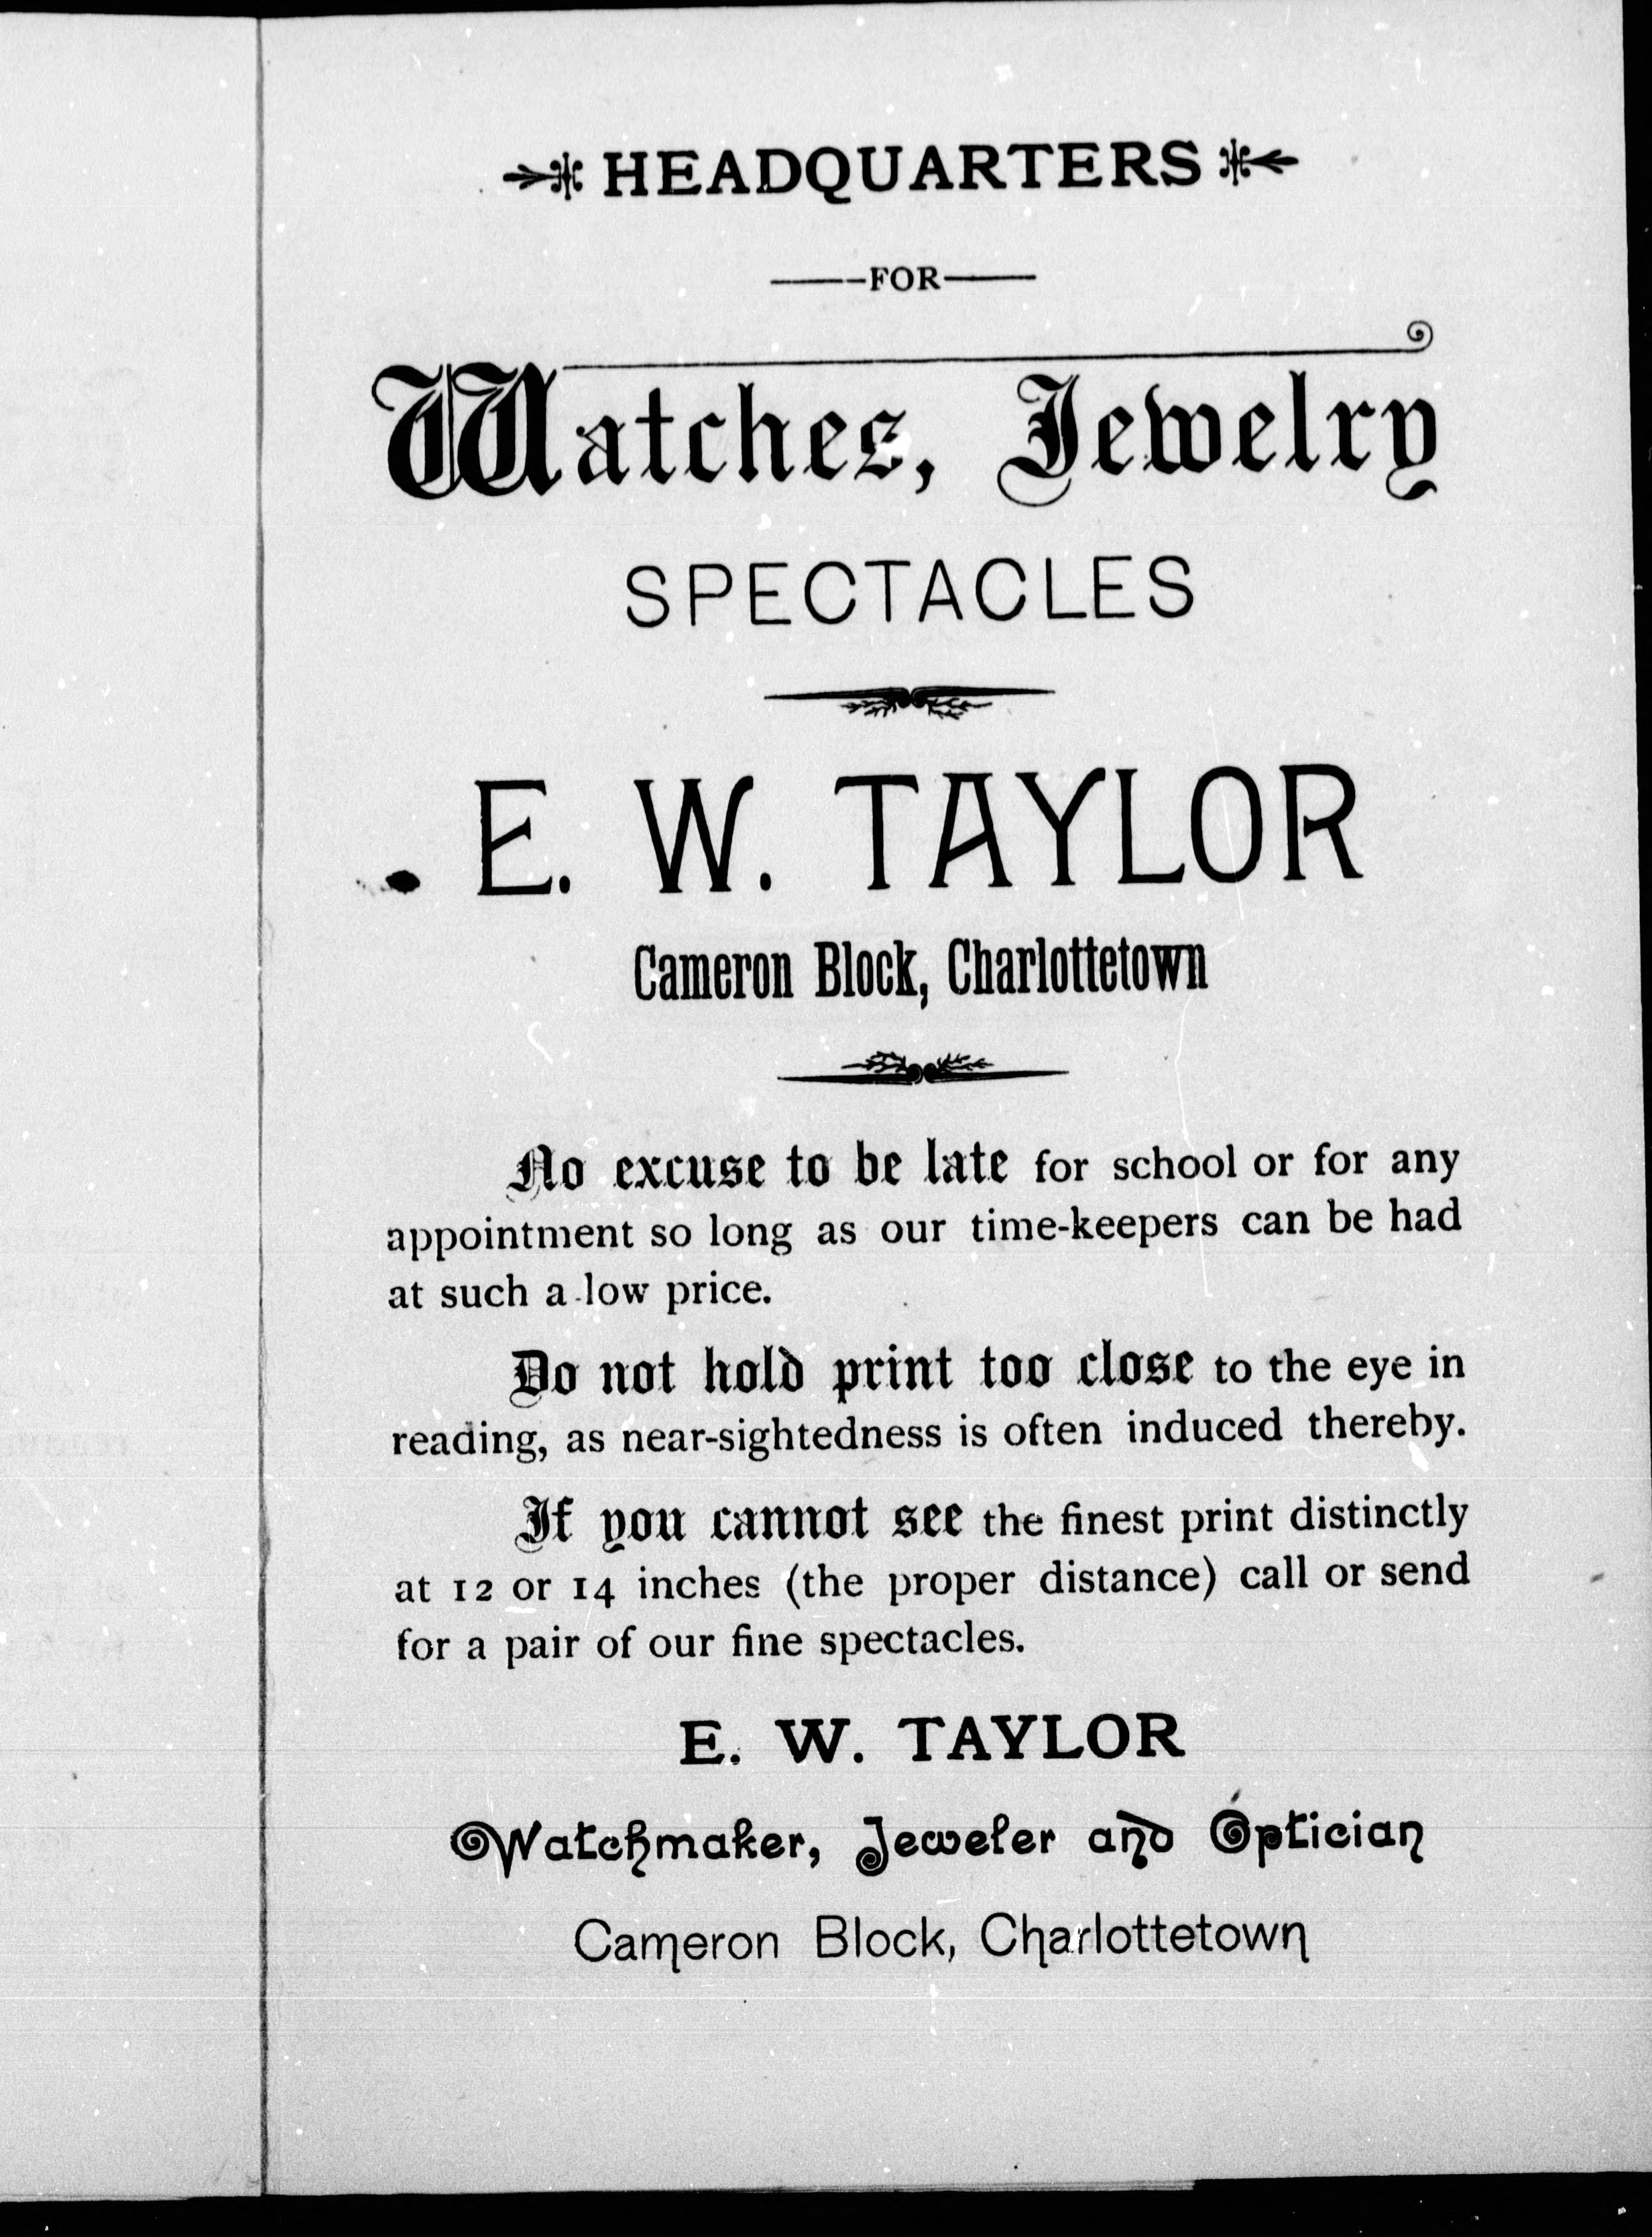 HEADQUARTERS
FOR
Watches, Jewelry
SPECTACLES
E. W. TAYLOR
Cameron Block, Charlottetown
No excuse to be late for school or for any
appointment so long as our time-keepers can be had
at such a low price.
Do not hold print too close to the eye in
reading, as near-sightedness is often induced thereby.
If you cannot see the finest print distinctly
at 12 or 14 inches (the proper distance) call or send
for a pair of our fine spectacles.
E. W. TAYLOR
Watchmaker, Jeweler and Optician
Cameron Block, Charlottetown